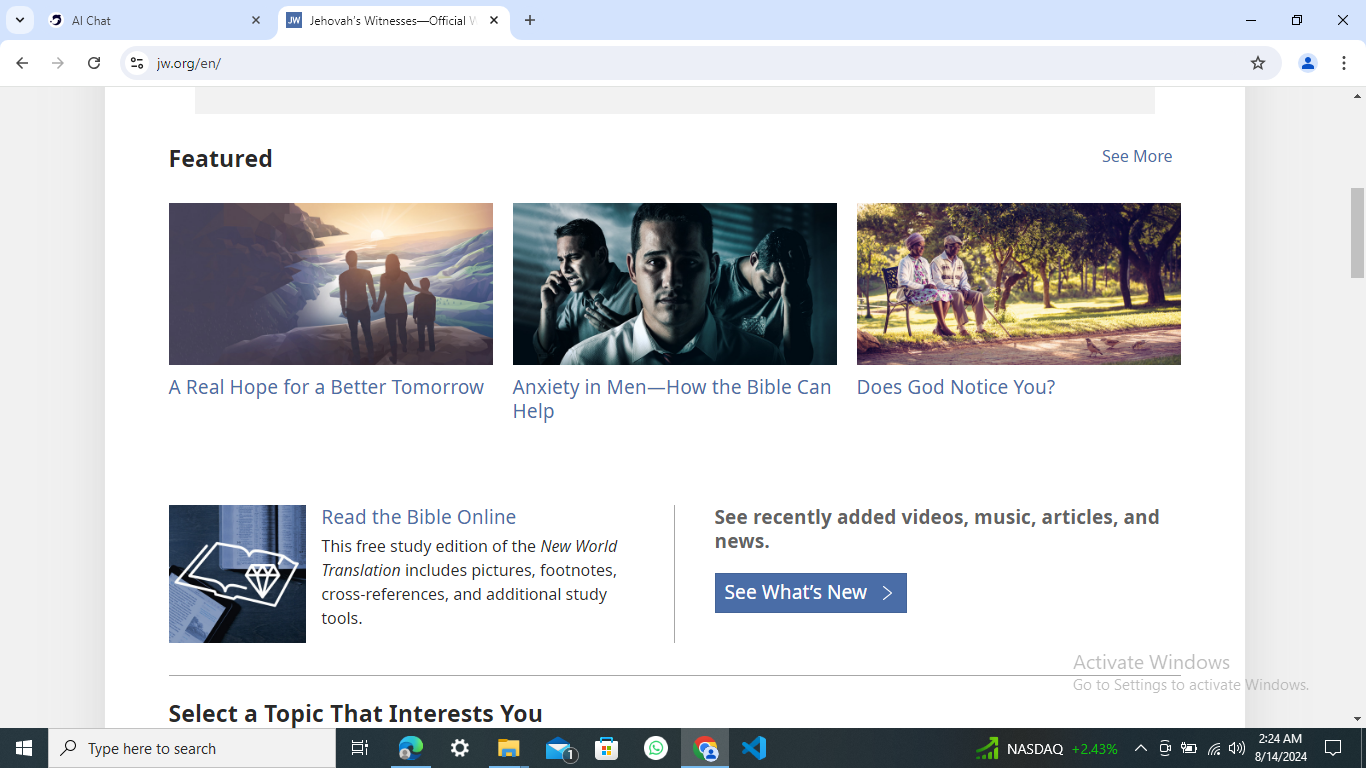 AI Chat
JW
Jehovah's Witnesses—Official W
jw.org/en/
Featured
See More
A Real Hope for a Better Tomorrow
Anxiety in Men—How the Bible Can
Help
Does God Notice You?
Read the Bible Online
This free study edition of the New World
Translation includes pictures, footnotes,
cross-references, and additional study
tools.
See recently added videos, music, articles, and
news.
See What's New
Activate Windows
Go to Settings to activate Windows.
Select a Topic That Interests You
Type here to search
1
NASDAQ +2.43%
2:24 AM
8/14/2024